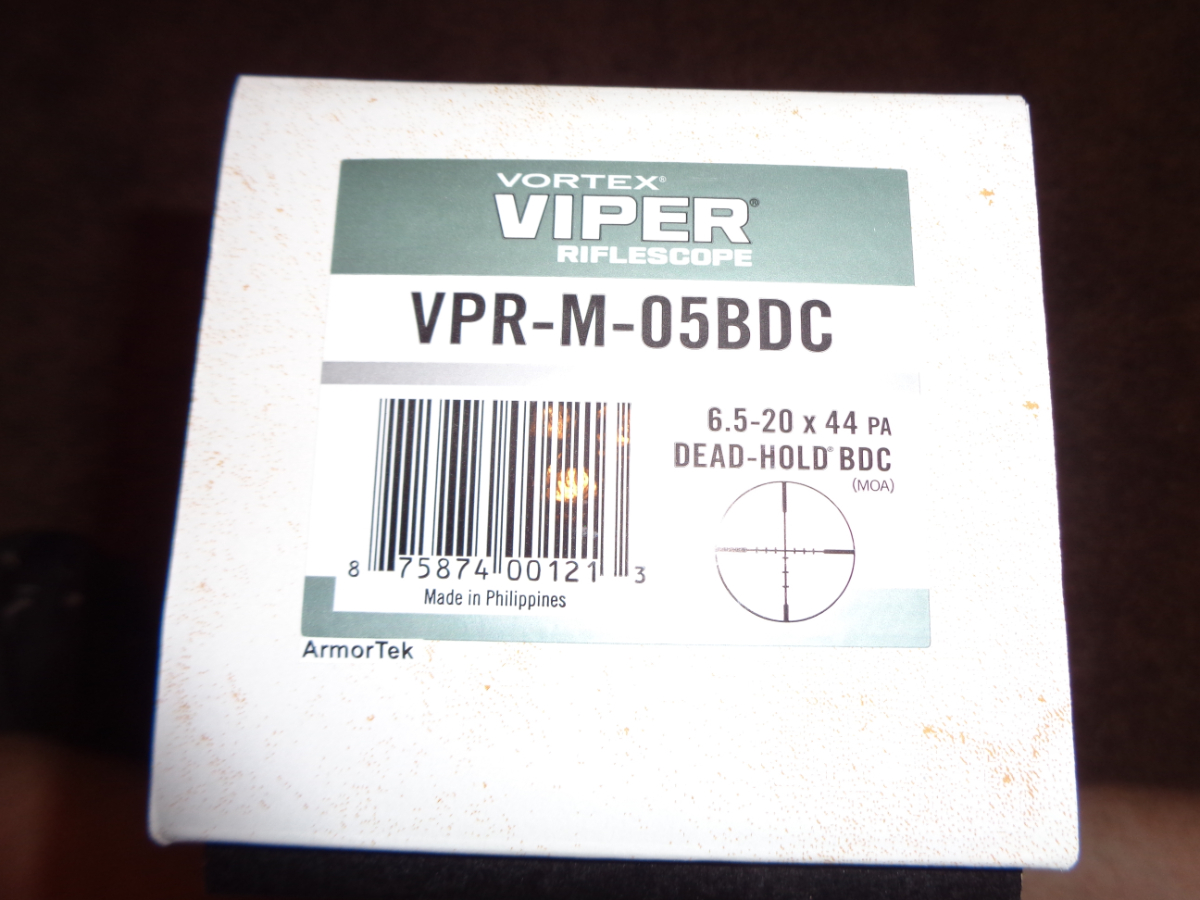 VORTEX®
VIPER®
RIFLESCOPE
VPR-M-05BDC
6.5-20 x 44 PA
DEAD-HOLD® BDC
(MOA)
8 75874 00121 3
Made in Philippines
ArmorTek